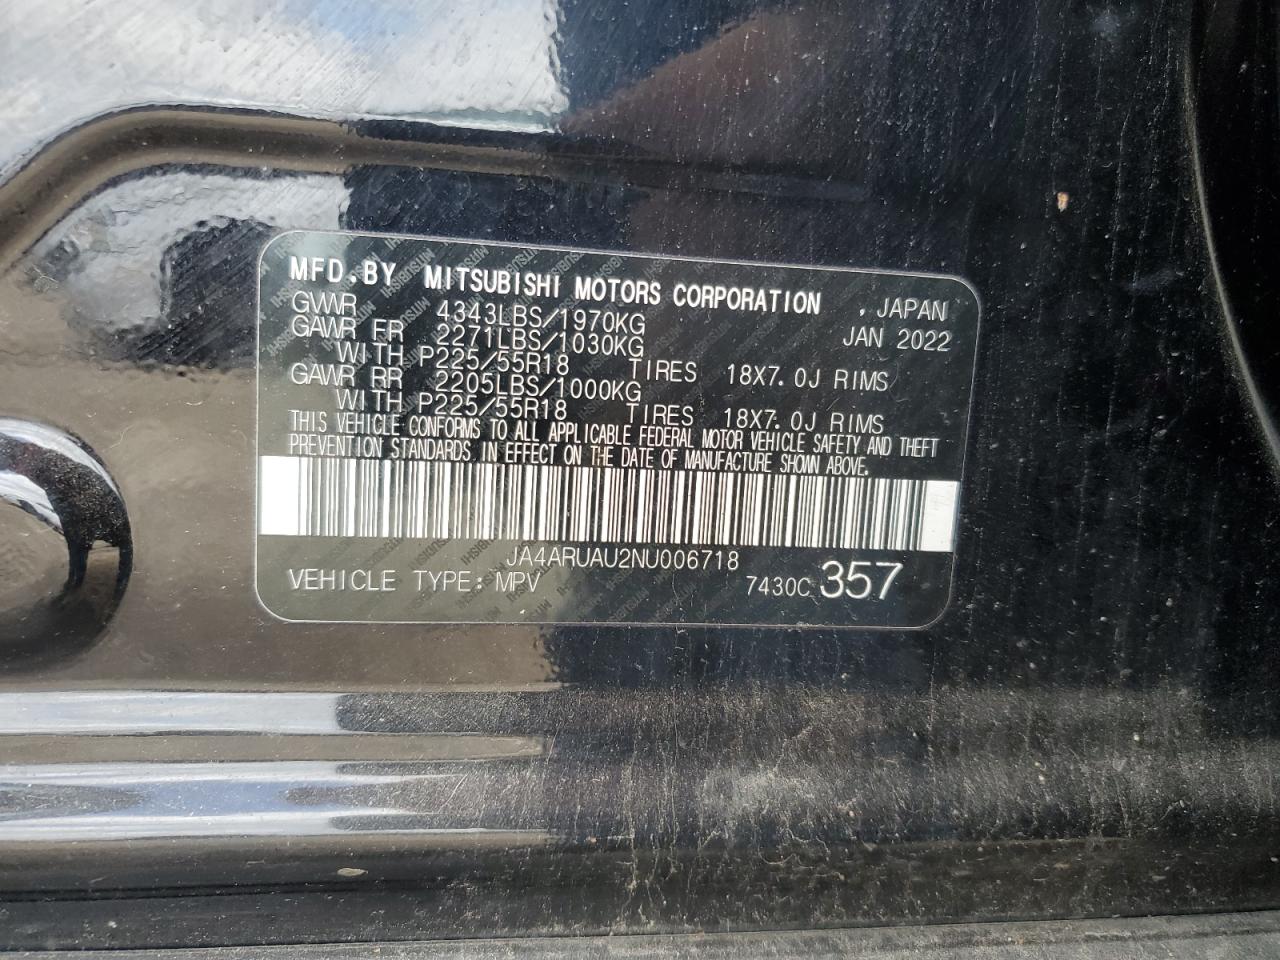 MFD.BY MITSUBISHI MOTORS CORPORATION , JAPAN
GVWR 4343LBS/1970KG JAN 2022
GAWR FR 2271LBS/1030KG
WITH P225/55R18 TIRES 18X7.0J RIMS
GAWR RR 2205LBS/1000KG
WITH P225/55R18 TIRES 18X7.0J RIMS
THIS VEHICLE CONFORMS TO ALL APPLICABLE FEDERAL MOTOR VEHICLE SAFETY AND THEFT
PREVENTION STANDARDS IN EFFECT ON THE DATE OF MANUFACTURE SHOWN ABOVE.
JA4ARUAU2NU006718
VEHICLE TYPE: MPV 7430C 357